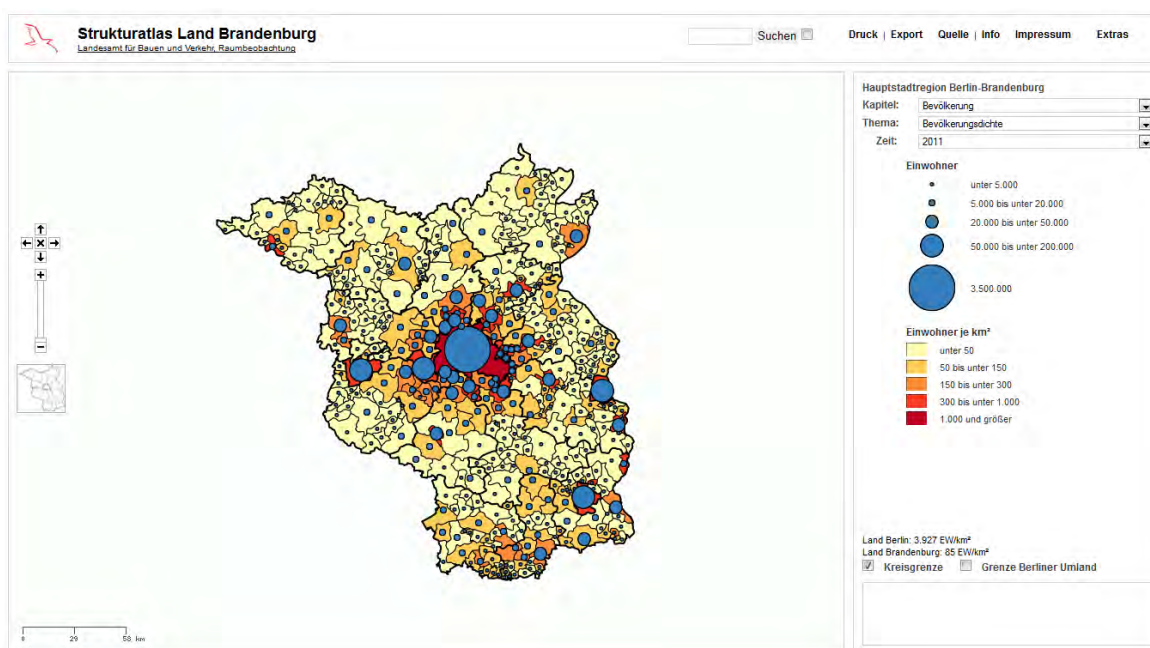 Strukturatlas Land Brandenburg
Landesamt für Bauen und Verkehr, Raumbeobachtung
Suchen
Druck | Export Quelle | Info Impressum Extras
Hauptstadtregion Berlin-Brandenburg
Kapitel: Bevölkerung
Thema: Bevölkerungsdichte
Zeit: 2011
Einwohner
unter 5.000
5.000 bis unter 20.000
20.000 bis unter 50.000
50.000 bis unter 200.000
3.500.000
Einwohner je km²
unter 50
50 bis unter 150
150 bis unter 300
300 bis unter 1.000
1.000 und größer
Land Berlin: 3.927 EW/km²
Land Brandenburg: 85 EW/km²
Kreisgrenze Grenze Berliner Umland
0 29 58 km